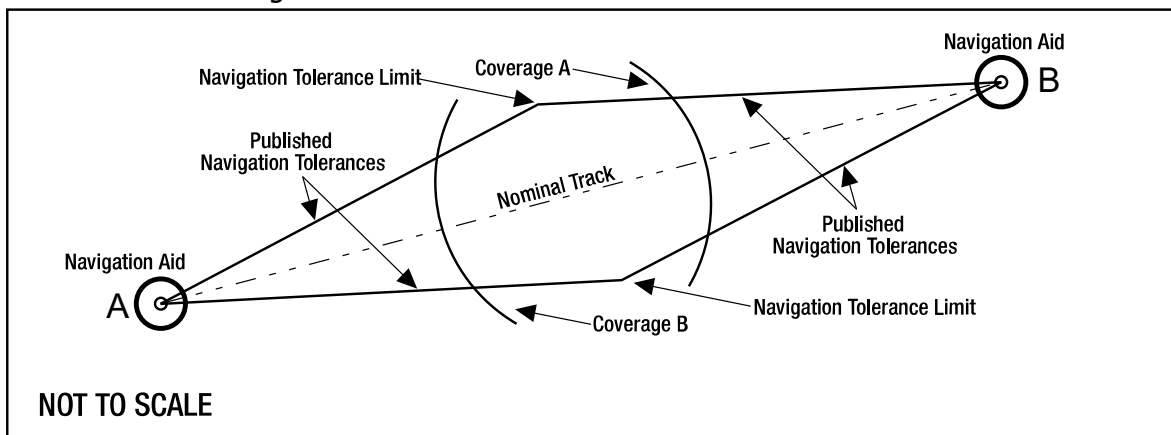 Navigation Aid
B
Coverage A
Navigation Tolerance Limit
Published
Navigation Tolerances
Nominal Track
Published
Navigation Tolerances
Navigation Aid
A
Navigation Tolerance Limit
Coverage B
NOT TO SCALE